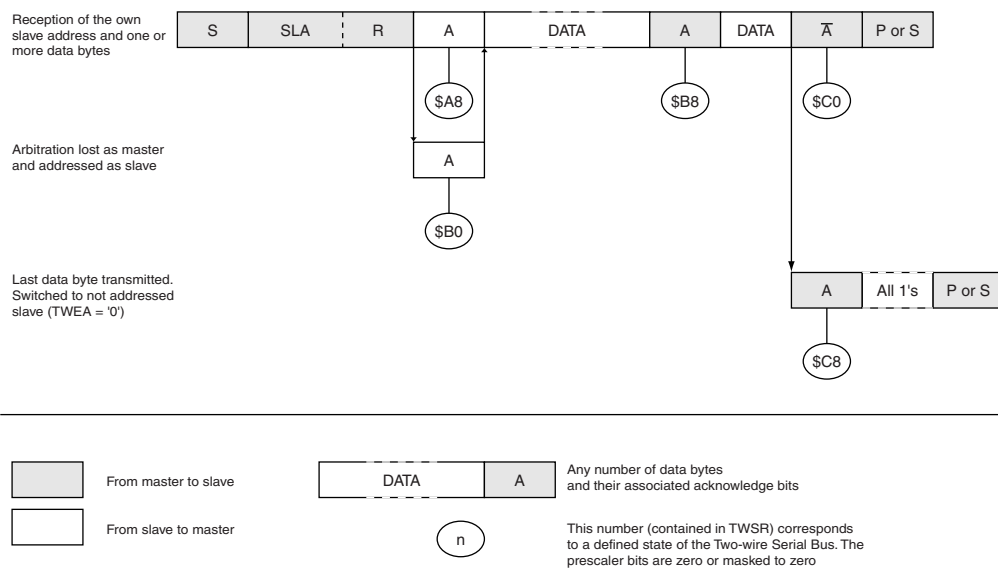 Reception of the own
slave address and one or
more data bytes
S SLA R A DATA A DATA A̅ P or S
$A8 $B8 $C0
Arbitration lost as master
and addressed as slave
A
$B0
Last data byte transmitted.
Switched to not addressed
slave (TWEA = '0')
A All 1's P or S
$C8
From master to slave
DATA A
Any number of data bytes
and their associated acknowledge bits
From slave to master
n
This number (contained in TWSR) corresponds
to a defined state of the Two-wire Serial Bus. The
prescaler bits are zero or masked to zero